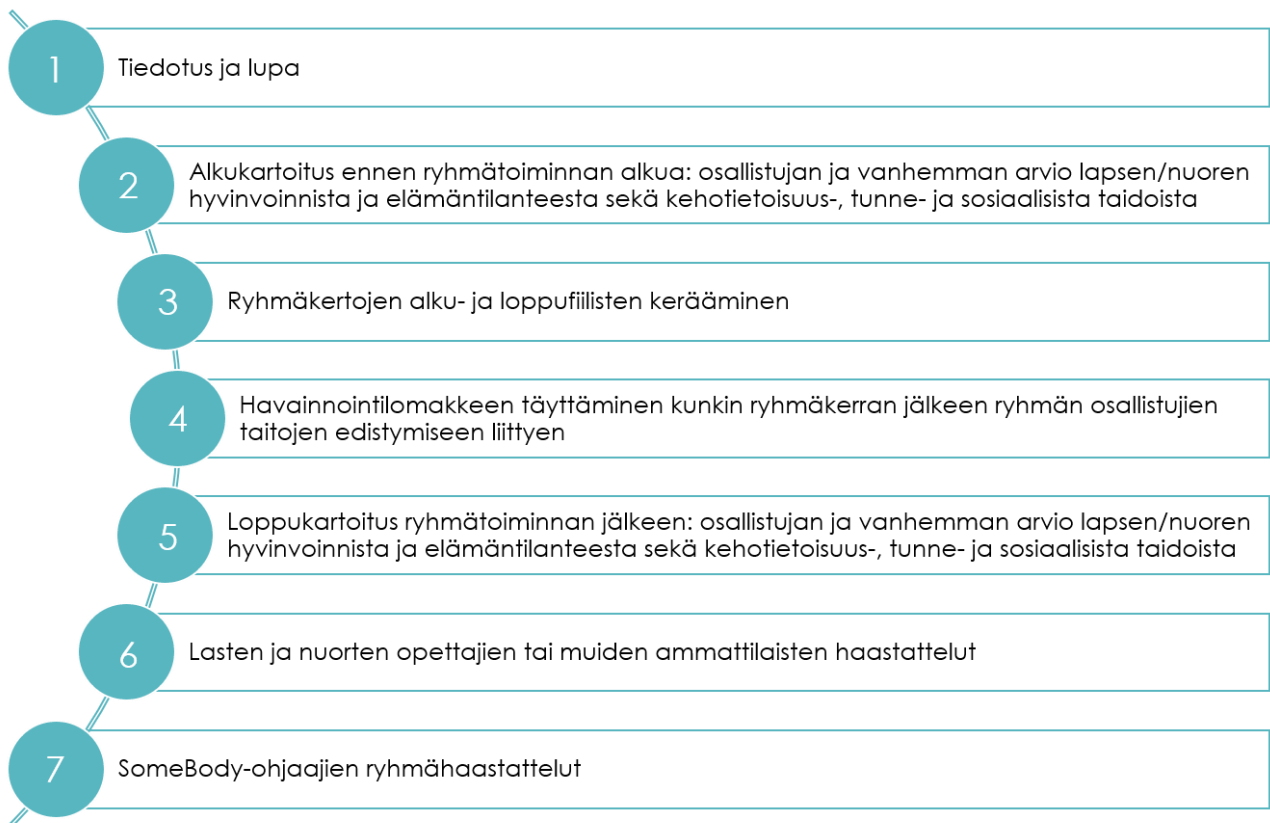 1
Tiedotus ja lupa
2
Alkukartoitus ennen ryhmätoiminnan alkua: osallistujan ja vanhemman arvio lapsen/nuoren
hyvinvoinnista ja elämäntilanteesta sekä kehotietoisuus-, tunne- ja sosiaalisista taidoista
3
Ryhmäkertojen alku- ja loppufiilisten kerääminen
4
Havainnointilomakkeen täyttäminen kunkin ryhmäkerran jälkeen ryhmän osallistujien
taitojen edistymiseen liittyen
5
Loppukartoitus ryhmätoiminnan jälkeen: osallistujan ja vanhemman arvio lapsen/nuoren
hyvinvoinnista ja elämäntilanteesta sekä kehotietoisuus-, tunne- ja sosiaalisista taidoista
6
Lasten ja nuorten opettajien tai muiden ammattilaisten haastattelut
7
SomeBody-ohjaajien ryhmähaastattelut